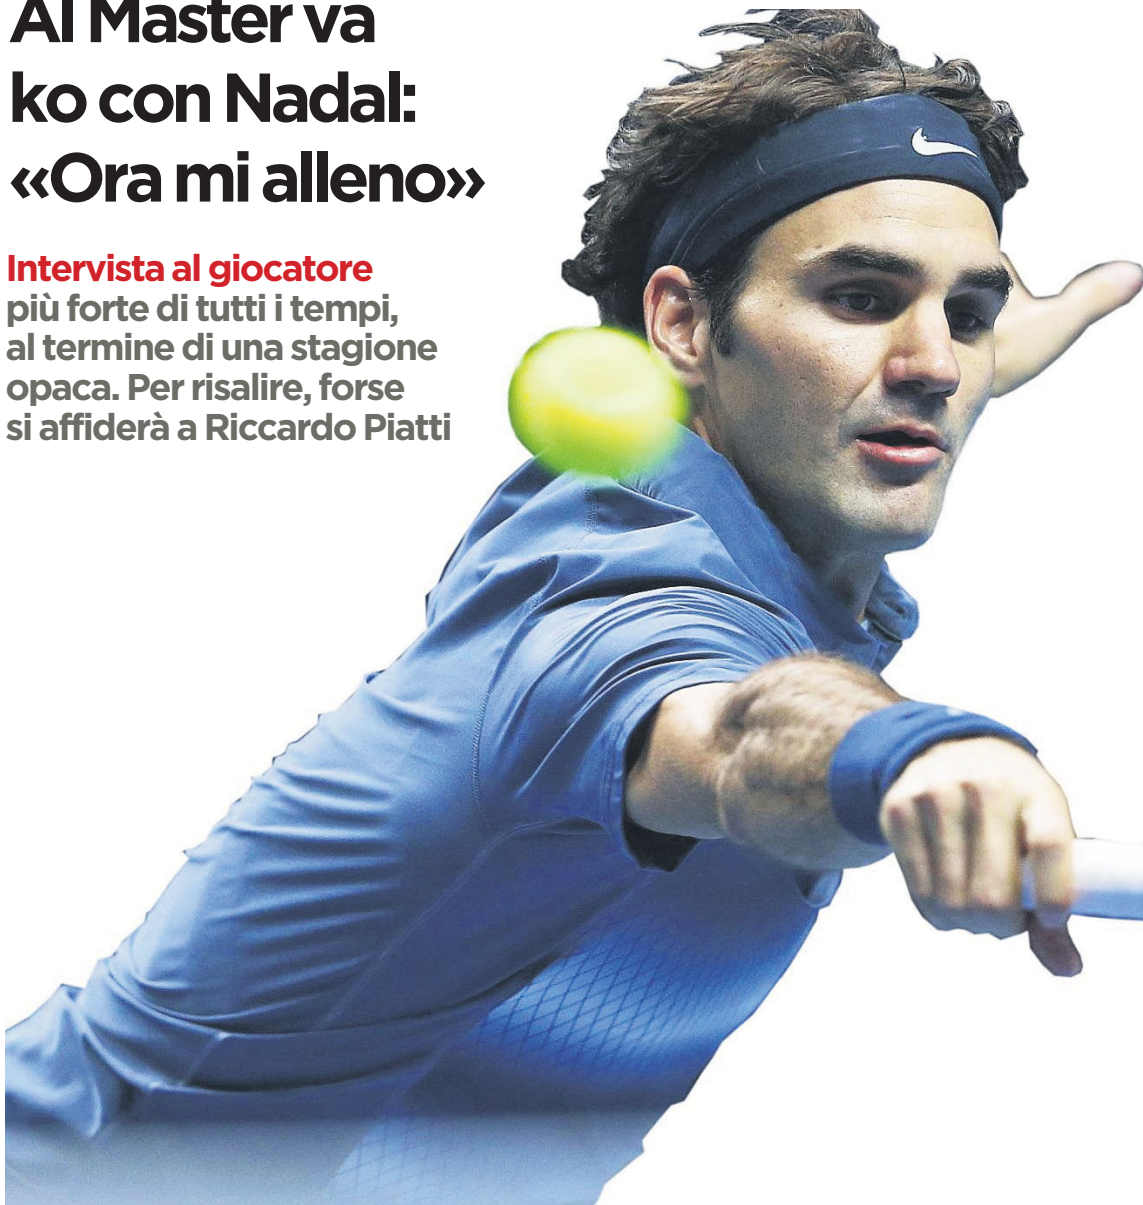 Al Master va
ko con Nadal:
«Ora mi alleno»
Intervista al giocatore
più forte di tutti i tempi,
al termine di una stagione
opaca. Per risalire, forse
si affiderà a Riccardo Piatti